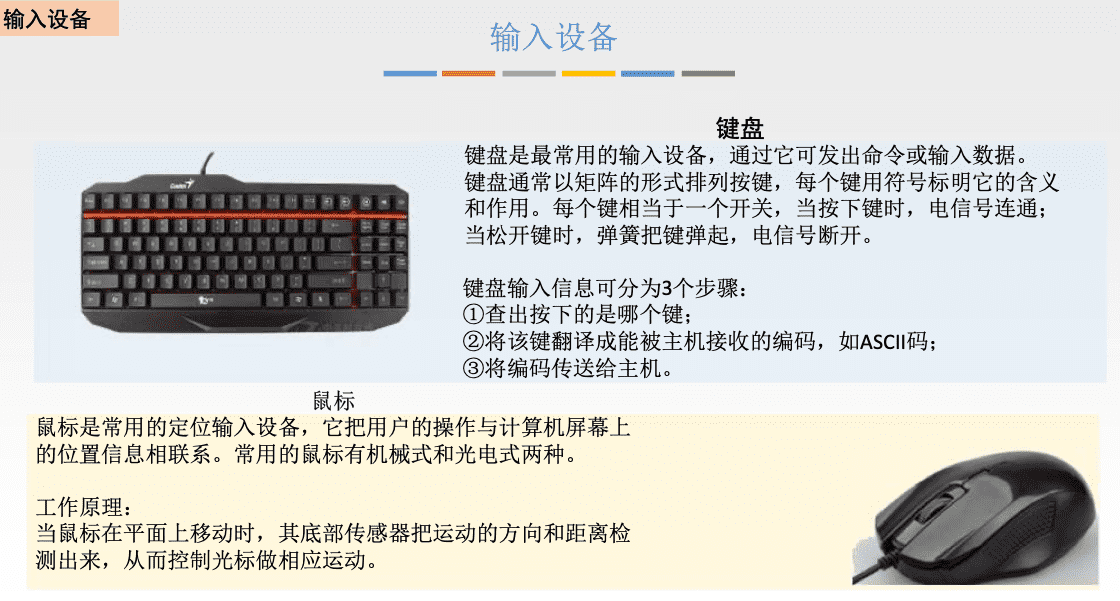 输入设备
输入设备
键盘
键盘是最常用的输入设备，通过它可发出命令或输入数据。
键盘通常以矩阵的形式排列按键，每个键用符号标明它的含义
和作用。每个键相当于一个开关，当按下键时，电信号连通；
当松开键时，弹簧把键弹起，电信号断开。
键盘输入信息可分为3个步骤：
①查出按下的是哪个键；
②将该键翻译成能被主机接收的编码，如ASCII码；
③将编码传送给主机。
鼠标
鼠标是常用的定位输入设备，它把用户的操作与计算机屏幕上
的位置信息相联系。常用的鼠标有机械式和光电式两种。
工作原理：
当鼠标在平面上移动时，其底部传感器把运动的方向和距离检
测出来，从而控制光标做相应运动。